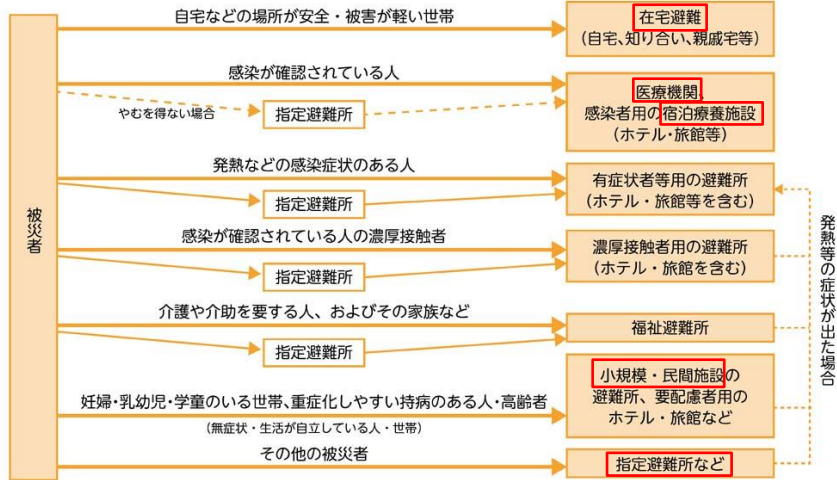 被災者
自宅などの場所が安全・被害が軽い世帯
在宅避難
(自宅、知り合い、親戚宅等)
感染が確認されている人
やむを得ない場合
指定避難所
医療機関、
感染者用の宿泊療養施設
(ホテル・旅館等)
発熱などの感染症状のある人
指定避難所
有症状者等用の避難所
(ホテル・旅館等を含む)
感染が確認されている人の濃厚接触者
指定避難所
濃厚接触者用の避難所
(ホテル・旅館を含む)
介護や介助を要する人、およびその家族など
指定避難所
福祉避難所
妊婦・乳幼児・学童のいる世帯、重症化しやすい持病のある人・高齢者
(無症状・生活が自立している人・世帯)
小規模・民間施設の
避難所、要配慮者用の
ホテル・旅館など
その他の被災者
指定避難所など
発熱等の症状が出た場合